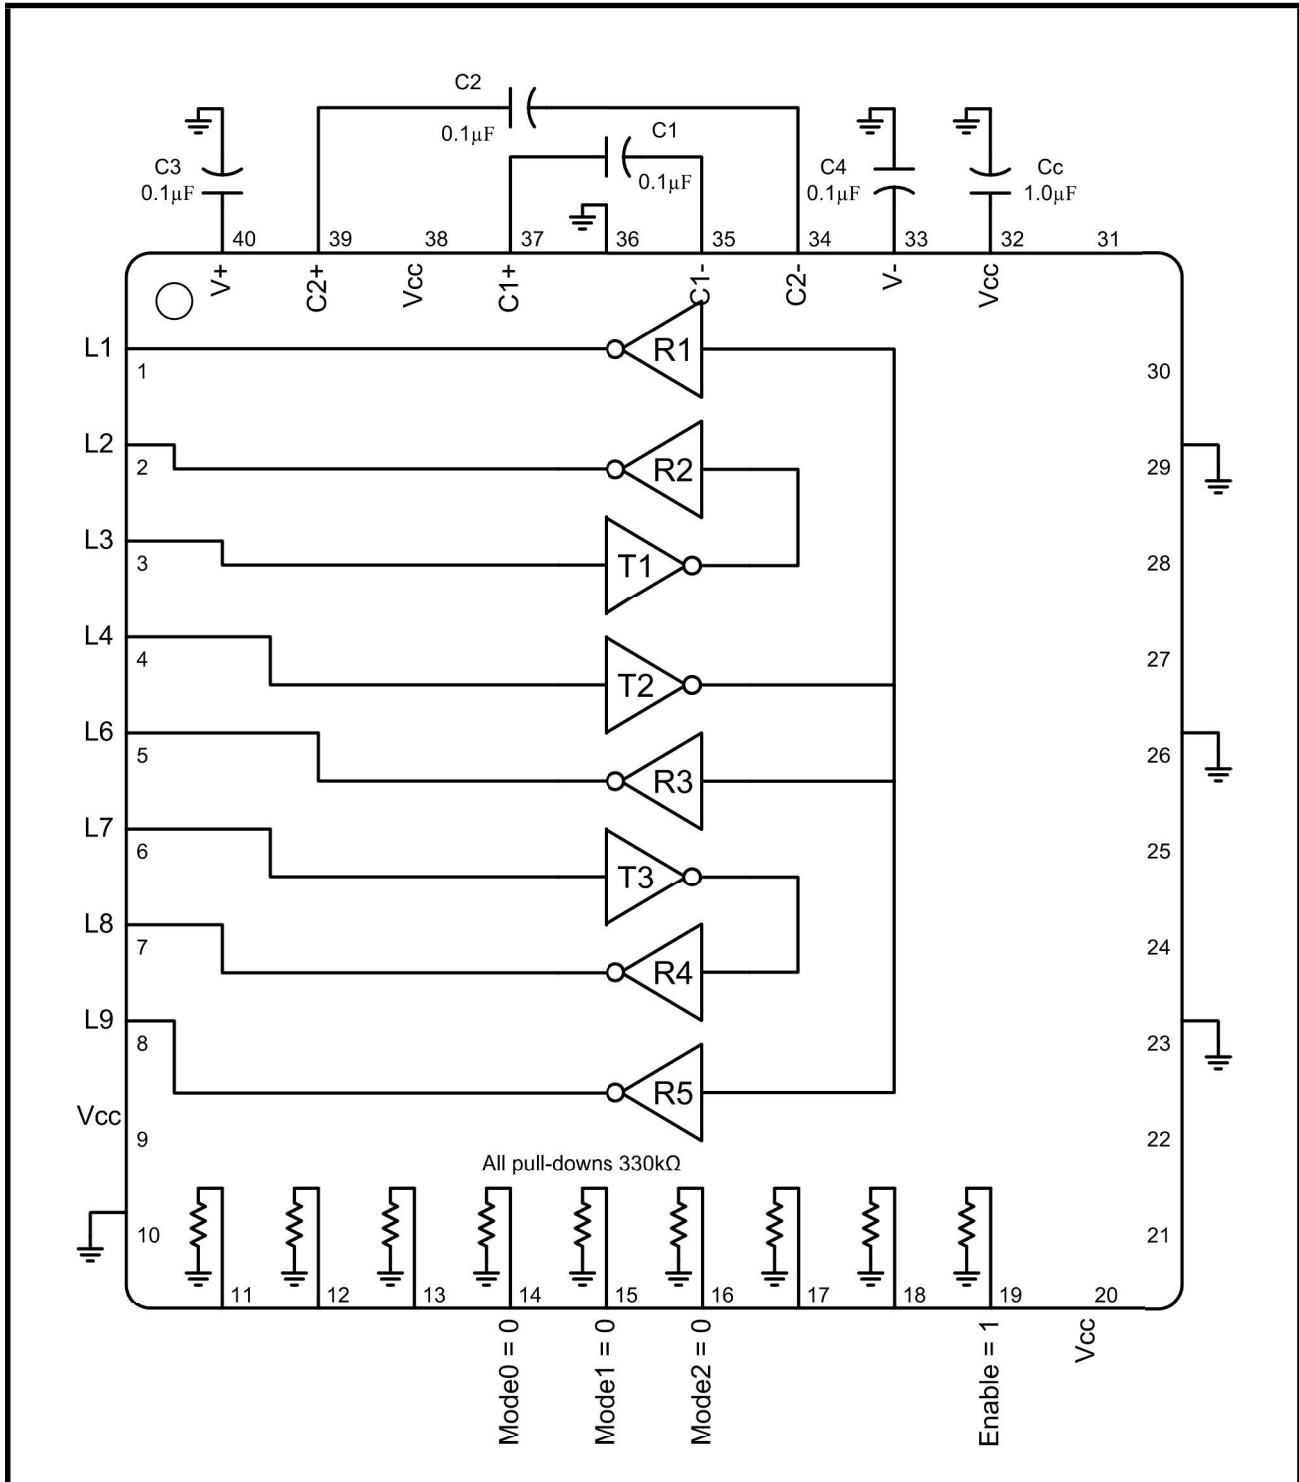 C2
0.1µF
C1
0.1µF
C3
0.1µF
C4
0.1µF
Cc
1.0µF
40 39 38 37 36 35 34 33 32 31
V+ C2+ Vcc C1+ C1- C2- V- Vcc
L1
1
R1
30
L2
2
R2
29
L3
3
T1
28
L4
4
T2
27
L6
5
R3
26
L7
6
T3
25
L8
7
R4
24
L9
8
R5
23
Vcc
9
22
All pull-downs 330kΩ
10
21
11 12 13 14 15 16 17 18 19 20
Mode0 = 0
Mode1 = 0
Mode2 = 0
Enable = 1
Vcc